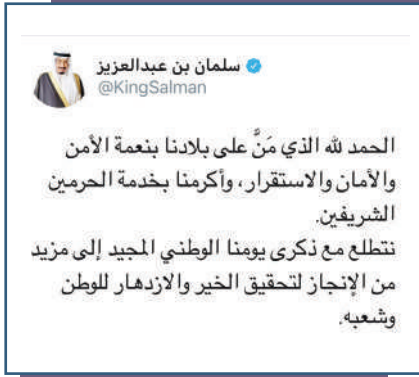 سلمان بن عبدالعزيز
@KingSalman
الحمد لله الذي مَنَّ على بلادنا بنعمة الأمن
والأمان والاستقرار، وأكرمنا بخدمة الحرمين
الشريفين.
نتطلع مع ذكرى يومنا الوطني المجيد إلى مزيد
من الإنجاز لتحقيق الخير والازدهار للوطن
وشعبه.